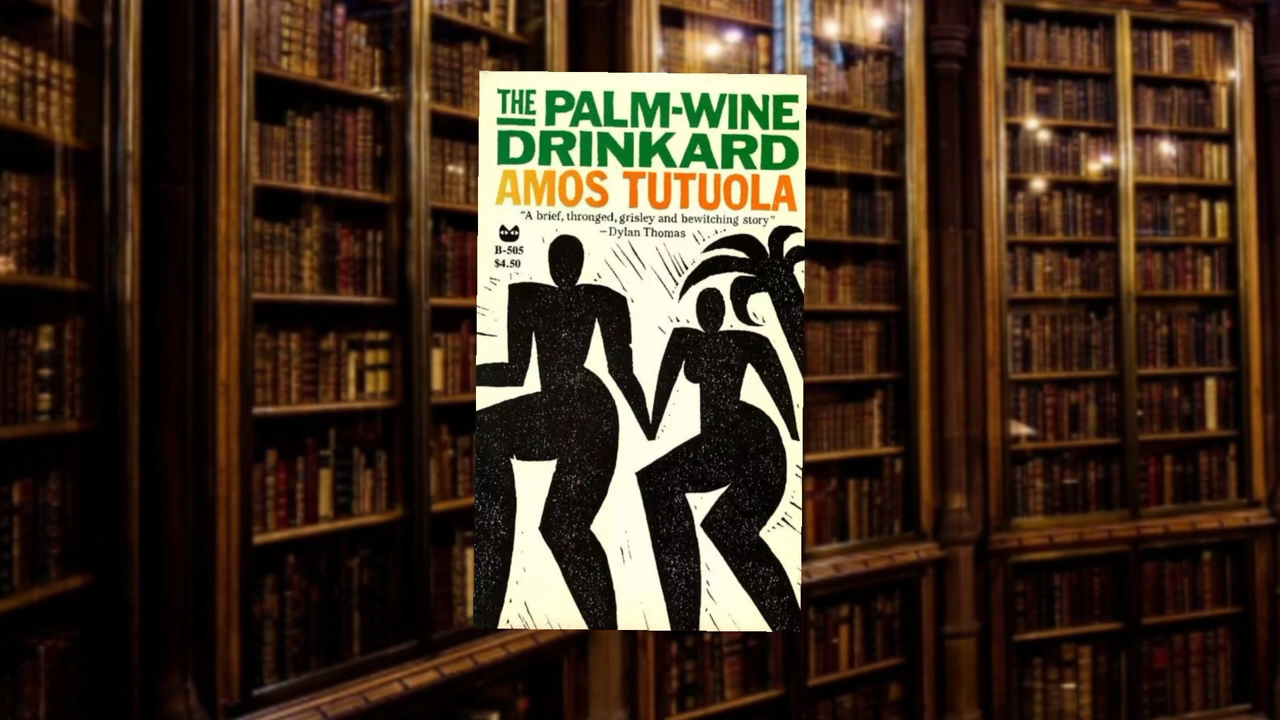 THE PALM-WINE
DRINKARD
AMOS TUTUOLA
"A brief, thronged, grisley and bewitching story"
—Dylan Thomas
B-505
$4.50